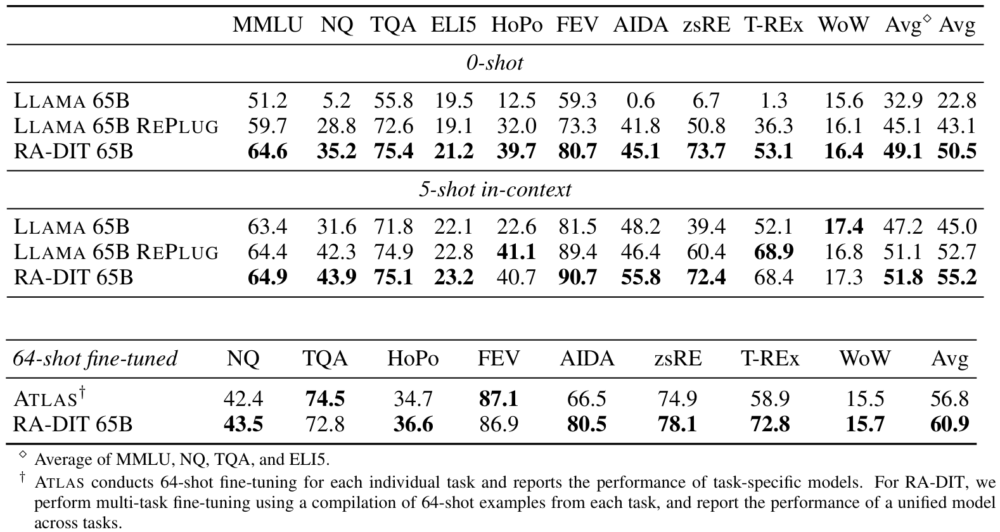 MMLU NQ TQA ELI5 HoPo FEV AIDA zsRE T-REx WoW Avg◇ Avg
0-shot
LLAMA 65B 51.2 5.2 55.8 19.5 12.5 59.3 0.6 6.7 1.3 15.6 32.9 22.8
LLAMA 65B REPLUG 59.7 28.8 72.6 19.1 32.0 73.3 41.8 50.8 36.3 16.1 45.1 43.1
RA-DIT 65B 64.6 35.2 75.4 21.2 39.7 80.7 45.1 73.7 53.1 16.4 49.1 50.5
5-shot in-context
LLAMA 65B 63.4 31.6 71.8 22.1 22.6 81.5 48.2 39.4 52.1 17.4 47.2 45.0
LLAMA 65B REPLUG 64.4 42.3 74.9 22.8 41.1 89.4 46.4 60.4 68.9 16.8 51.1 52.7
RA-DIT 65B 64.9 43.9 75.1 23.2 40.7 90.7 55.8 72.4 68.4 17.3 51.8 55.2
64-shot fine-tuned NQ TQA HoPo FEV AIDA zsRE T-REx WoW Avg
ATLAS† 42.4 74.5 34.7 87.1 66.5 74.9 58.9 15.5 56.8
RA-DIT 65B 43.5 72.8 36.6 86.9 80.5 78.1 72.8 15.7 60.9
◇ Average of MMLU, NQ, TQA, and ELI5.
† ATLAS conducts 64-shot fine-tuning for each individual task and reports the performance of task-specific models. For RA-DIT, we
perform multi-task fine-tuning using a compilation of 64-shot examples from each task, and report the performance of a unified model
across tasks.